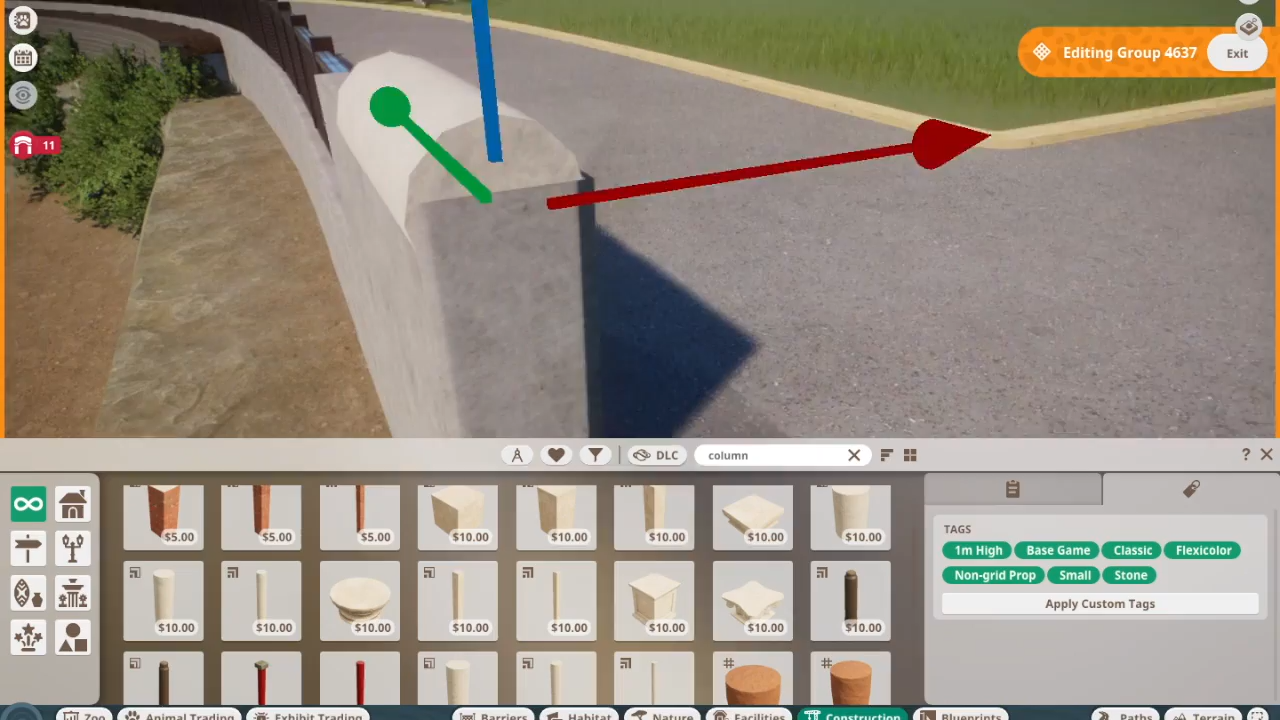 Editing Group 4637
Exit
11
DLC
column
?
$5.00 $5.00 $5.00 $10.00 $10.00 $10.00 $10.00 $10.00
TAGS
1m High Base Game Classic Flexicolor
Non-grid Prop Small Stone
Apply Custom Tags
$10.00 $10.00 $10.00 $10.00 $10.00 $10.00 $10.00 $10.00
Zoo Animal Trading Exhibit Trading Barriers Habitat Nature Facilities Construction Blueprints Paths Terrain